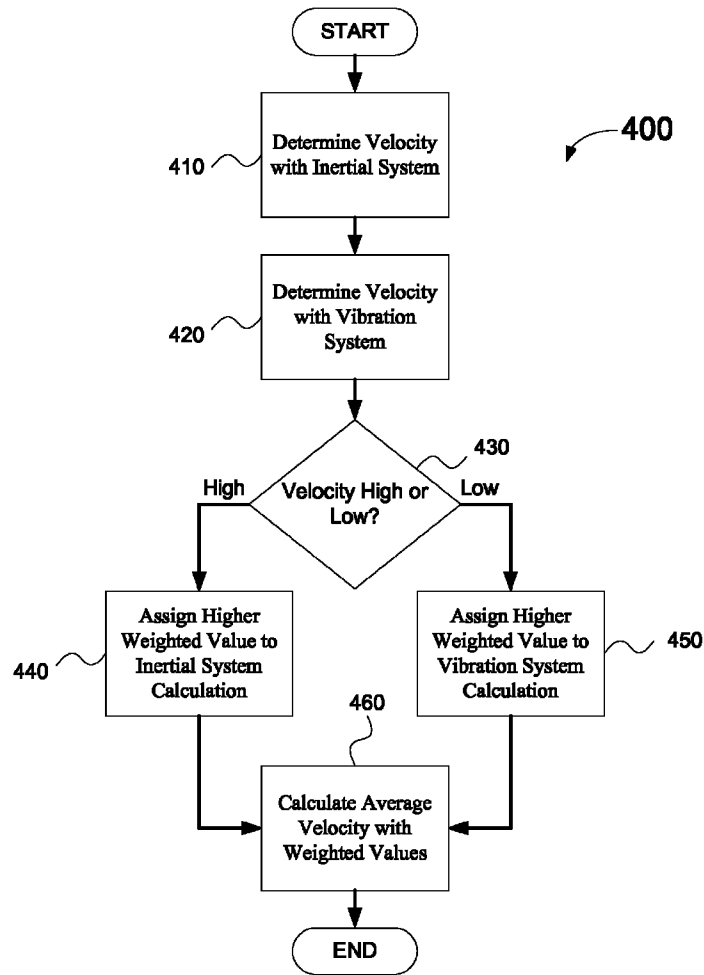 START
400
Determine Velocity
with Inertial System
410
Determine Velocity
with Vibration
System
420
430
Velocity High or
Low?
High
Low
Assign Higher
Weighted Value to
Inertial System
Calculation
440
Assign Higher
Weighted Value to
Vibration System
Calculation
450
460
Calculate Average
Velocity with
Weighted Values
END